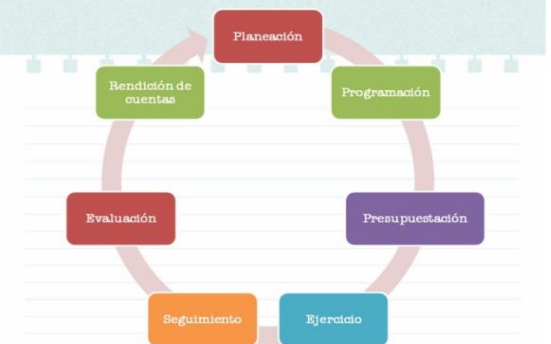 Planeación
Programación
Presupuestación
Ejercicio
Seguimiento
Evaluación
Rendición de
cuentas